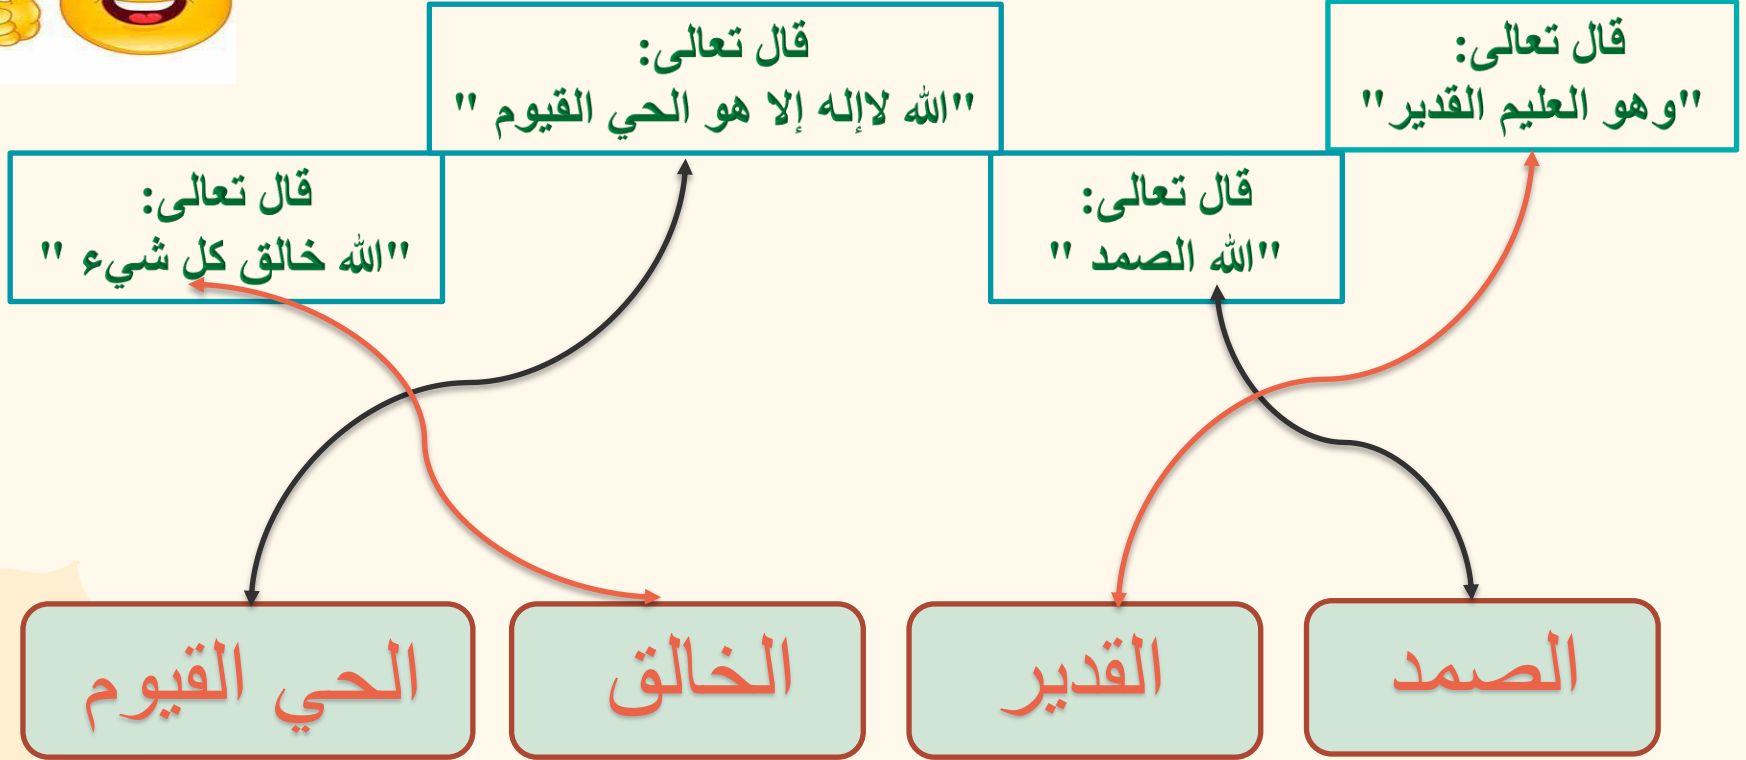 قال تعالى:
"وهو العليم القدير"
قال تعالى:
"الله لاإله إلا هو الحي القيوم "
قال تعالى:
"الله الصمد "
قال تعالى:
"الله خالق كل شيء "
الصمد
القدير
الخالق
الحي القيوم